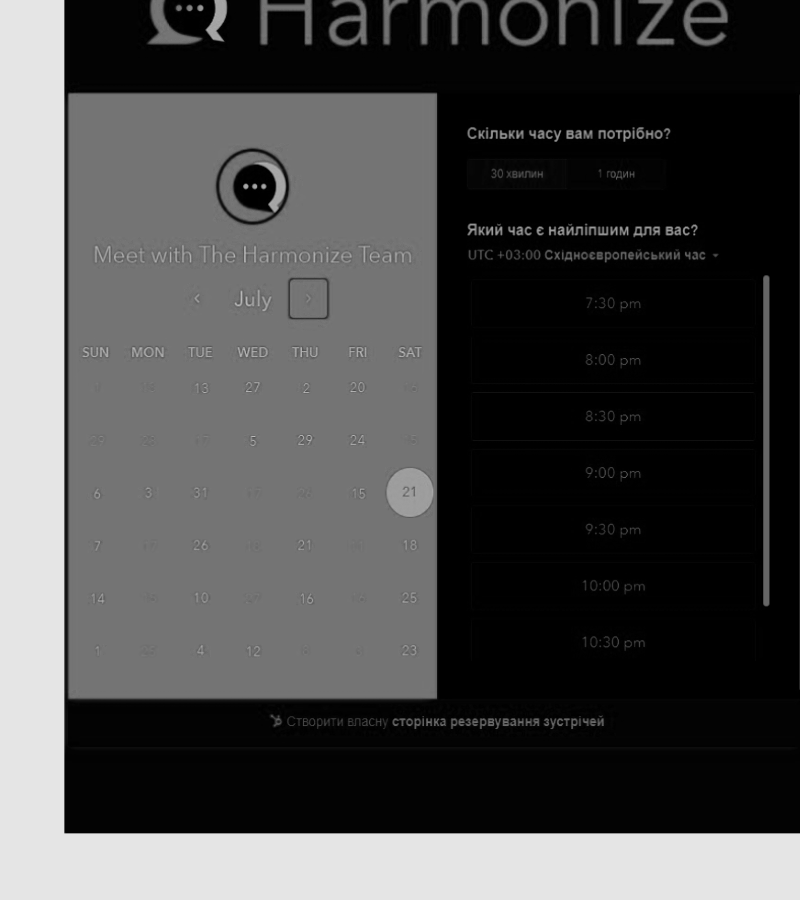 Harmonize
Meet with The Harmonize Team
July
SUN MON TUE WED THU FRI SAT
13 27 2 20
5 29 24
6 3 31 15 21
7 26 21 18
14 10 16 25
1 4 12 23
Скільки часу вам потрібно?
30 хвилин 1 годин
Який час є найліпшим для вас?
UTC +03:00 Східноєвропейський час
7:30 pm
8:00 pm
8:30 pm
9:00 pm
9:30 pm
10:00 pm
10:30 pm
Створити власну сторінка резервування зустрічей